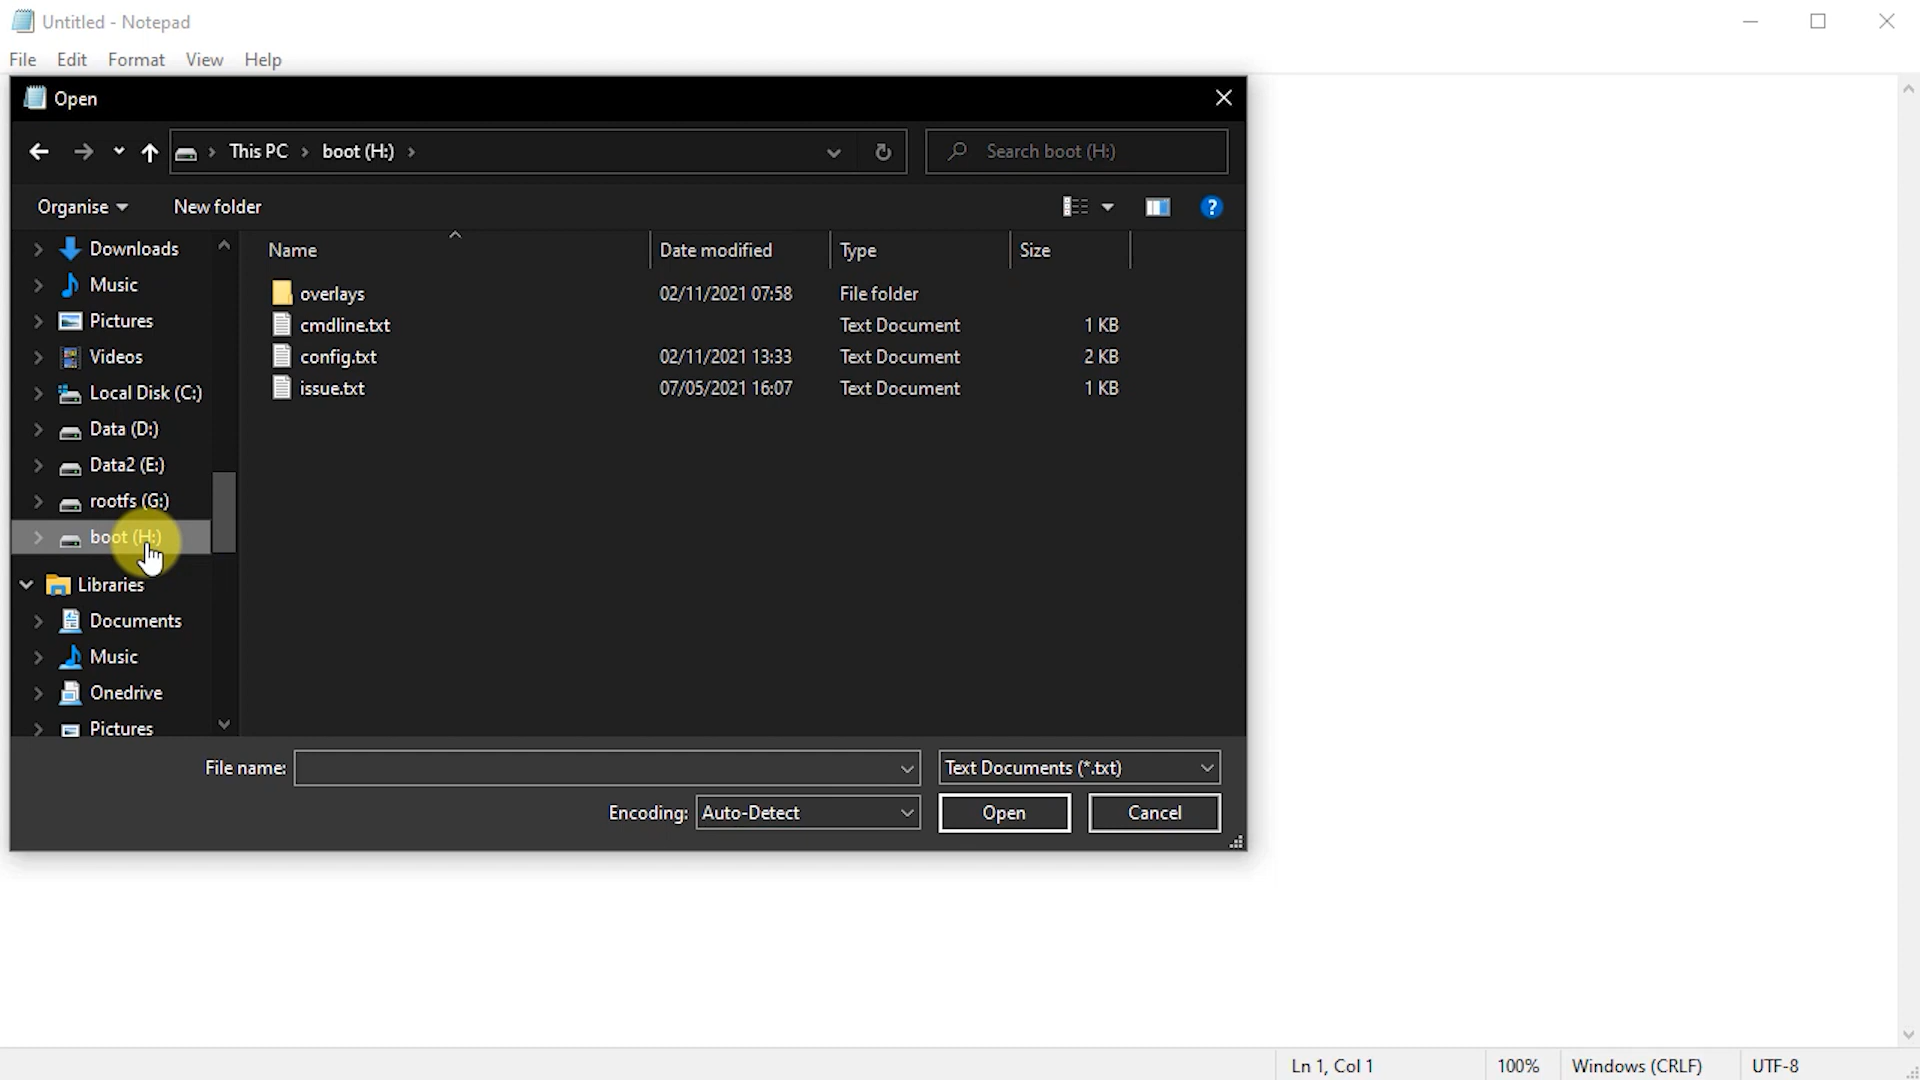 Untitled - Notepad
File Edit Format View Help
Open
This PC boot (H:)
Search boot (H:)
Organise New folder
Name Date modified Type Size
Downloads
Music
Pictures
Videos
Local Disk (C:)
Data (D:)
Data2 (E:)
rootfs (G:)
boot (H:)
Libraries
Documents
Music
Onedrive
Pictures
overlays 02/11/2021 07:58 File folder
cmdline.txt Text Document 1 KB
config.txt 02/11/2021 13:33 Text Document 2 KB
issue.txt 07/05/2021 16:07 Text Document 1 KB
File name: Text Documents (*.txt)
Encoding: Auto-Detect Open Cancel
Ln 1, Col 1 100% Windows (CRLF) UTF-8